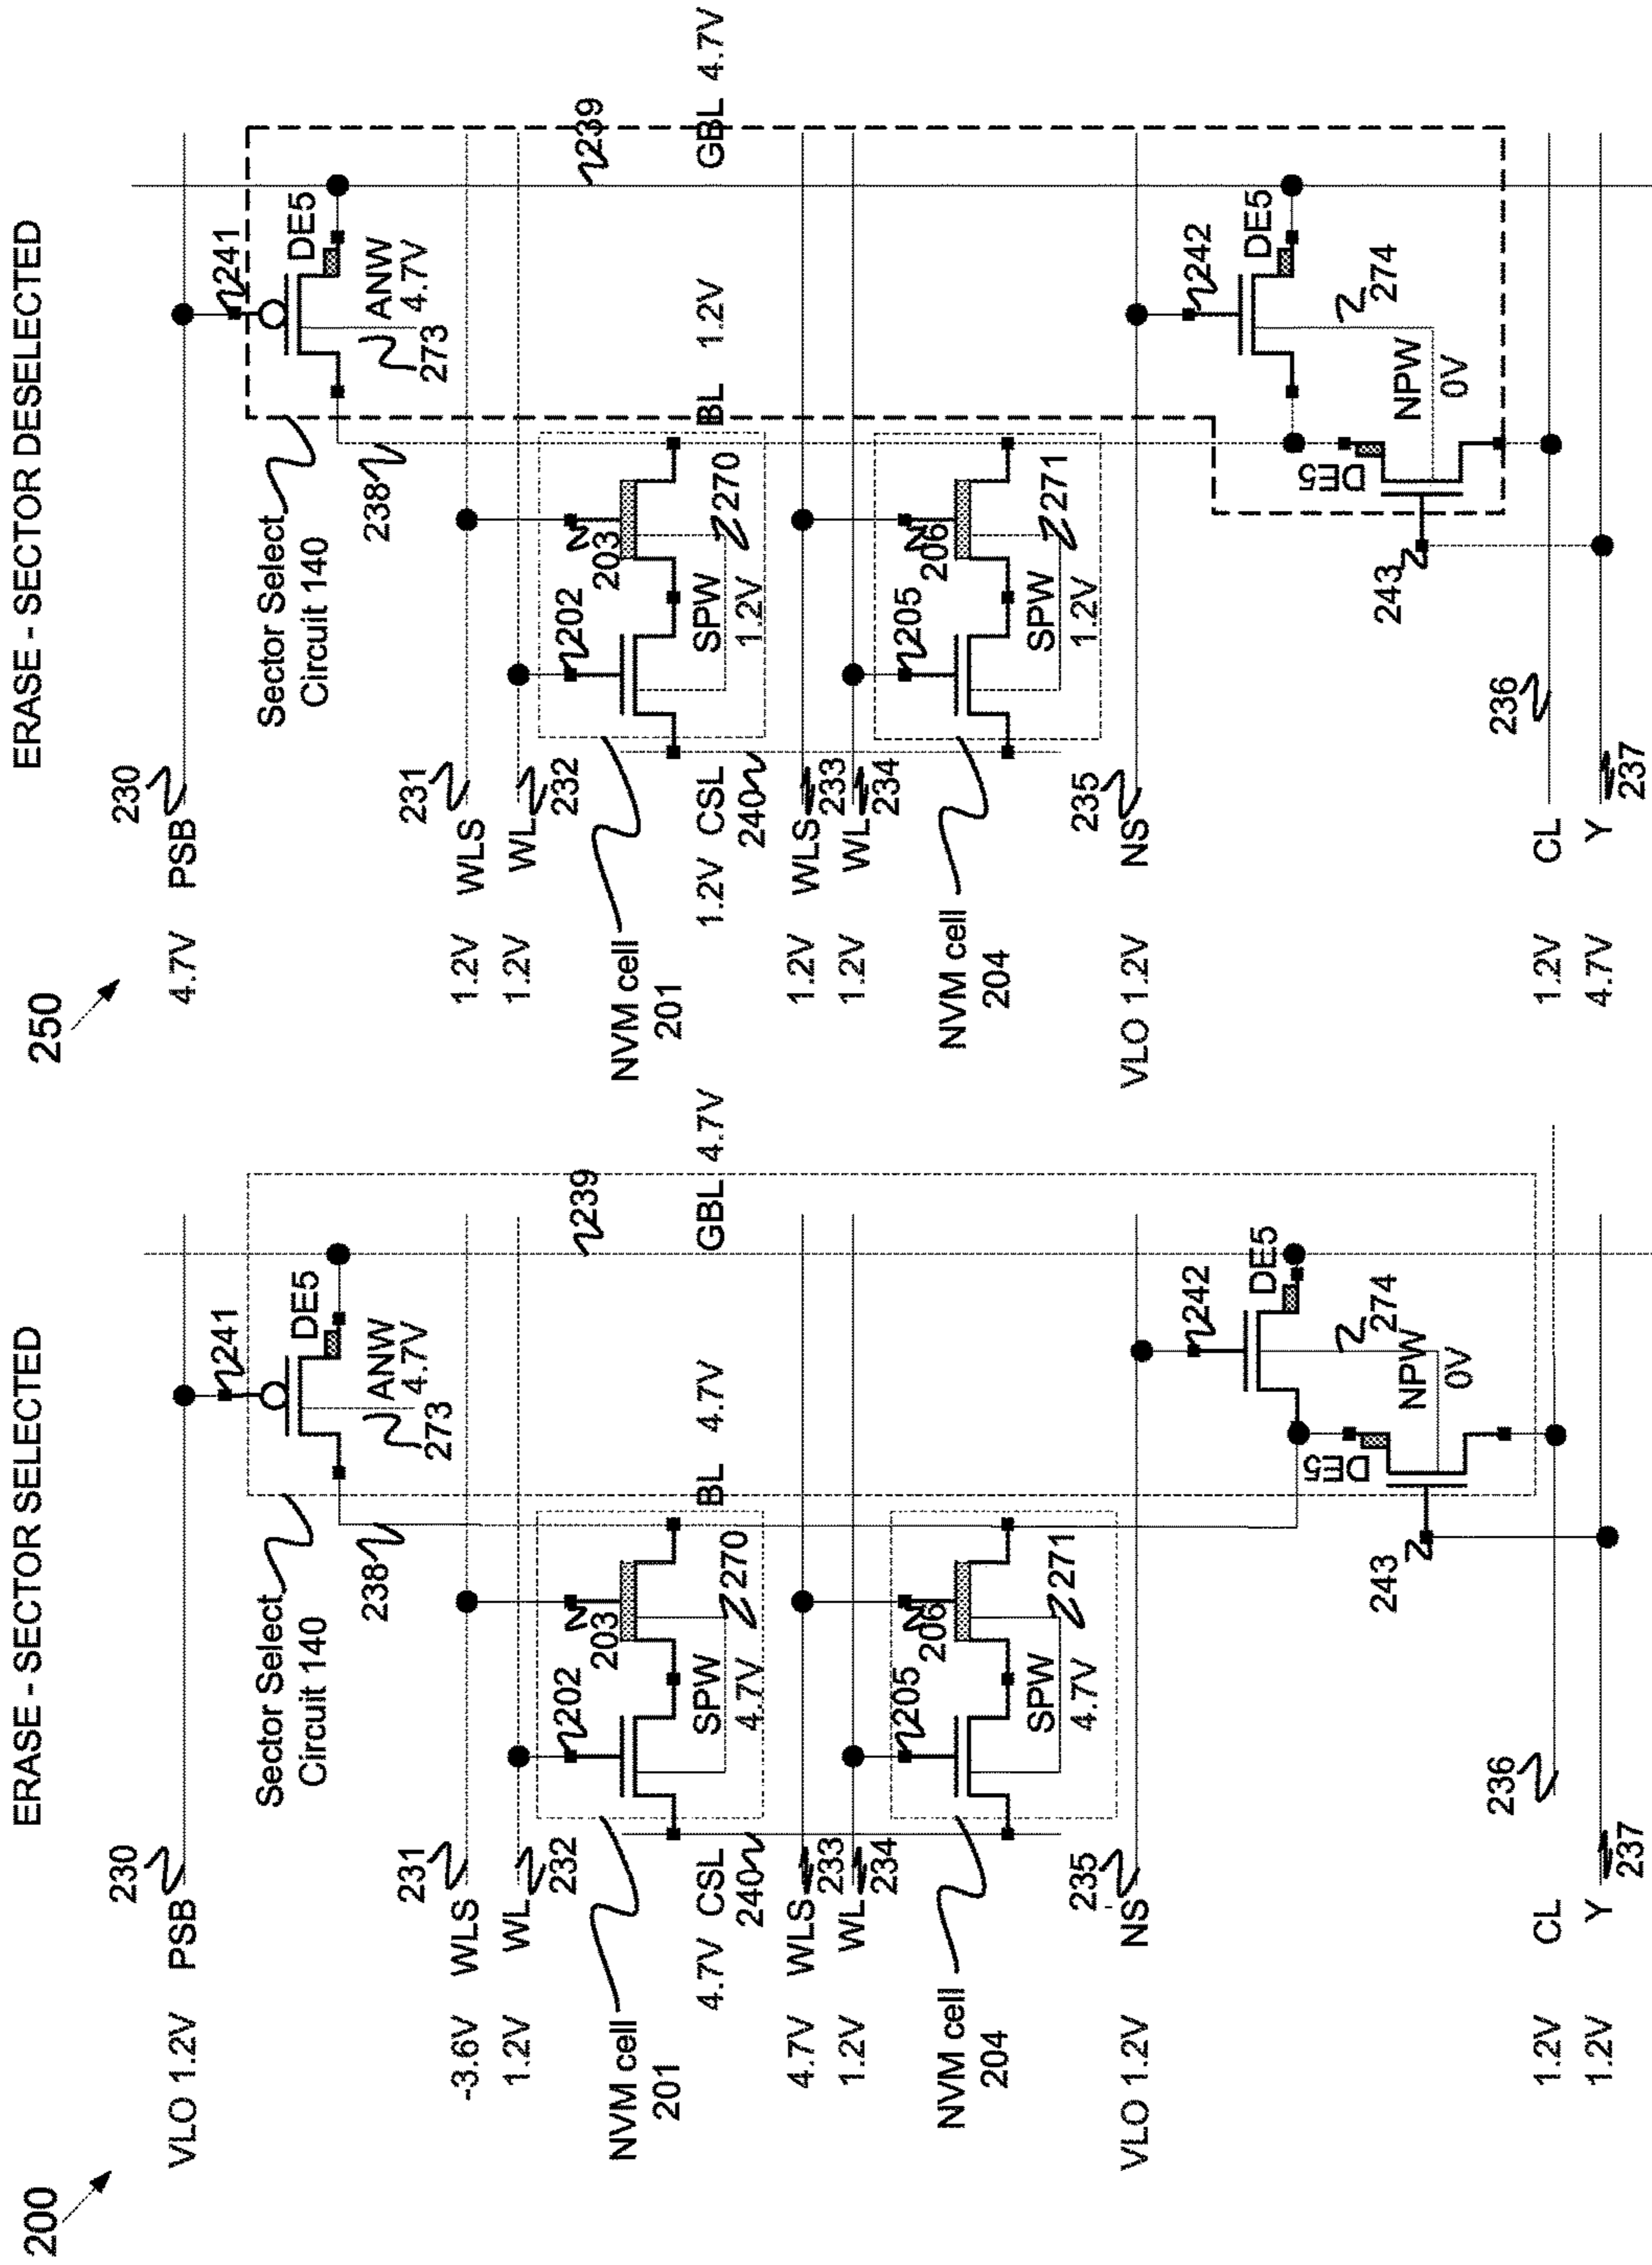 200
ERASE - SECTOR SELECTED
VLO 1.2V PSB
230
241
DE5
ANW
4.7V
273
Sector Select
Circuit 140
238
-3.6V WLS
231
1.2V WL
232
202
203
SPW
4.7V
270
NVM cell
201
4.7V CSL
240
BL 4.7V
GBL 4.7V
239
4.7V WLS
233
1.2V WL
234
205
206
SPW
4.7V
271
NVM cell
204
VLO 1.2V NS
235
242
DE5
274
NPW
0V
DE5
243
236
1.2V CL
1.2V Y
237
250
ERASE - SECTOR DESELECTED
4.7V PSB
230
241
DE5
ANW
4.7V
273
Sector Select
Circuit 140
238
1.2V WLS
231
1.2V WL
232
202
203
SPW
1.2V
270
NVM cell
201
1.2V CSL
240
BL 1.2V
GBL 4.7V
239
1.2V WLS
233
1.2V WL
234
205
206
SPW
1.2V
271
NVM cell
204
VLO 1.2V NS
235
242
DE5
274
NPW
0V
DE5
243
236
1.2V CL
4.7V Y
237